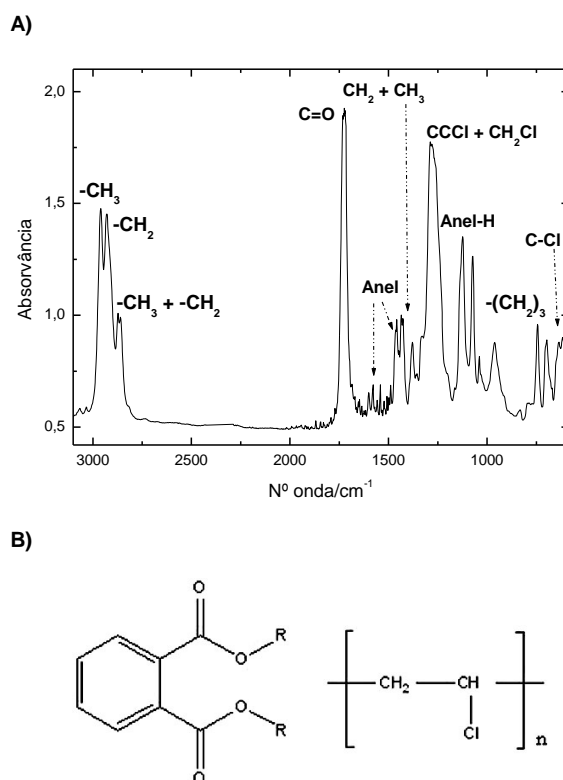 A)
2,0
1,5
1,0
0,5
Absorvância
-CH₃
-CH₂
-CH₃ + -CH₂
C=O
CH₂ + CH₃
Anel
CCCl + CH₂Cl
Anel-H
C-Cl
-(CH₂)₃
3000 2500 2000 1500 1000
Nº onda/cm⁻¹
B)
O
R
O
O
R
O
CH₂ CH
Cl
n